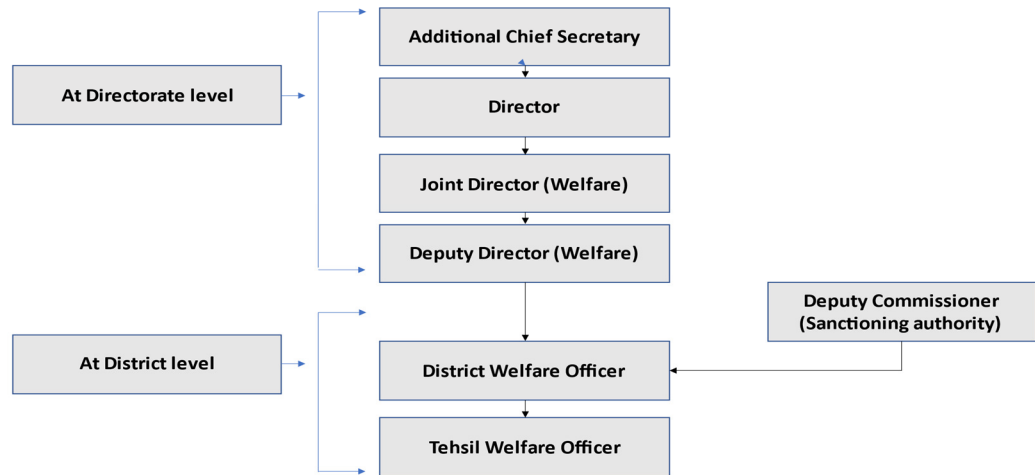 Additional Chief Secretary
At Directorate level
Director
Joint Director (Welfare)
Deputy Director (Welfare)
Deputy Commissioner
(Sanctioning authority)
At District level
District Welfare Officer
Tehsil Welfare Officer